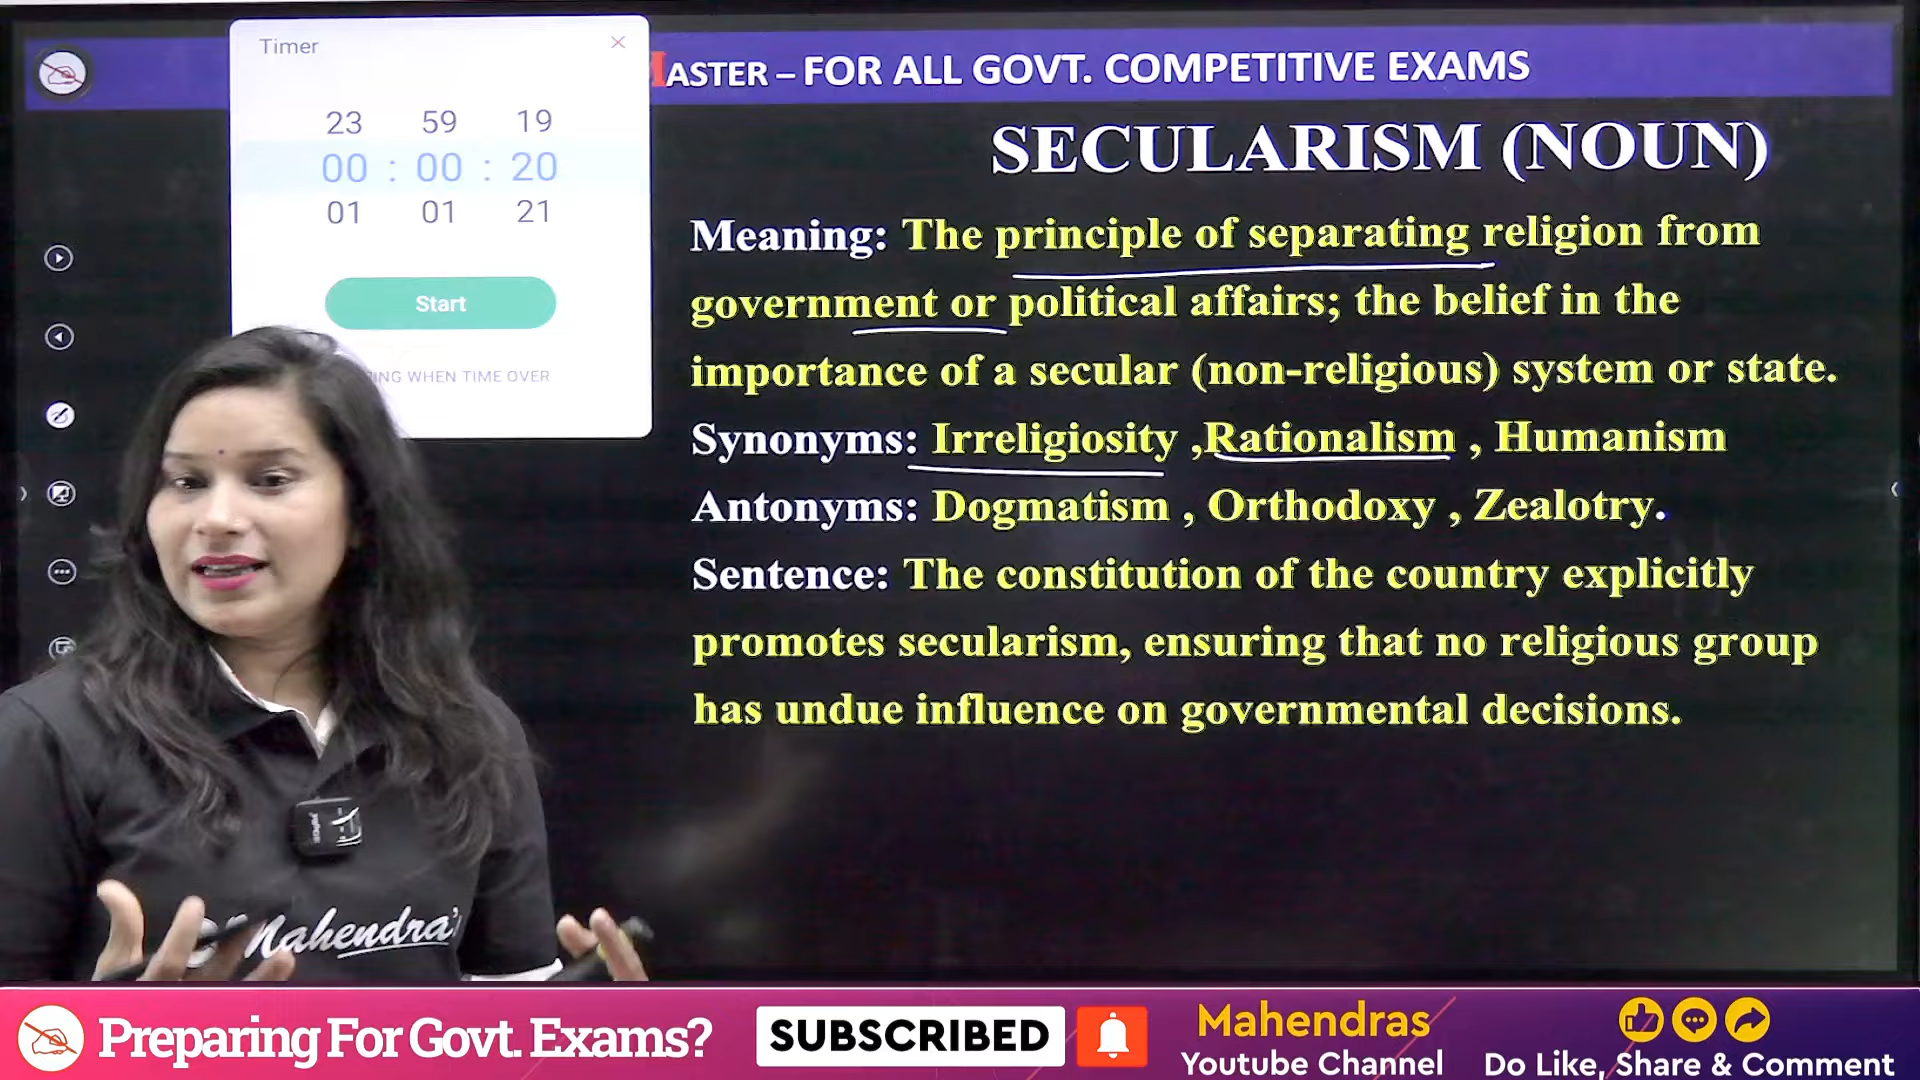 Timer
ASTER – FOR ALL GOVT. COMPETITIVE EXAMS
23 59 19
00 : 00 : 20
01 01 21
Start
ING WHEN TIME OVER
SECULARISM (NOUN)
Meaning: The principle of separating religion from
government or political affairs; the belief in the
importance of a secular (non-religious) system or state.
Synonyms: Irreligiosity ,Rationalism , Humanism
Antonyms: Dogmatism , Orthodoxy , Zealotry.
Sentence: The constitution of the country explicitly
promotes secularism, ensuring that no religious group
has undue influence on governmental decisions.
Mahendra's
Preparing For Govt. Exams?
SUBSCRIBED
Mahendras
Youtube Channel
Do Like, Share & Comment